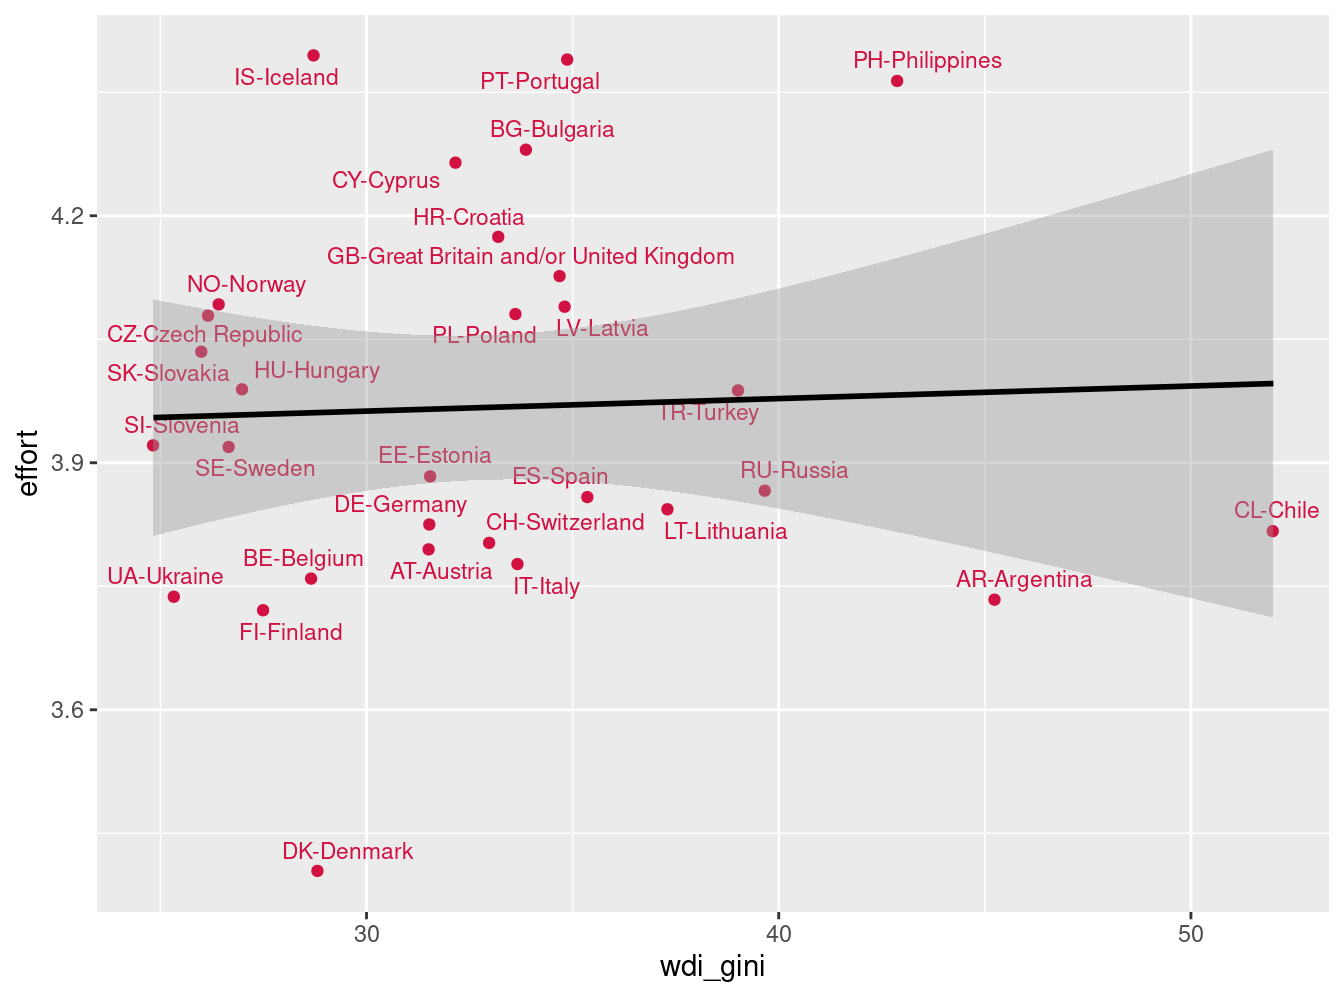 IS-Iceland
PT-Portugal
PH-Philippines
BG-Bulgaria
CY-Cyprus
HR-Croatia
4.2
GB-Great Britain and/or United Kingdom
NO-Norway
CZ-Czech Republic
PL-Poland
LV-Latvia
SK-Slovakia
HU-Hungary
TR-Turkey
SI-Slovenia
EE-Estonia
3.9
SE-Sweden
ES-Spain
RU-Russia
DE-Germany
CL-Chile
CH-Switzerland
LT-Lithuania
BE-Belgium
AT-Austria
UA-Ukraine
IT-Italy
AR-Argentina
FI-Finland
3.6
DK-Denmark
effort
30
40
50
wdi_gini